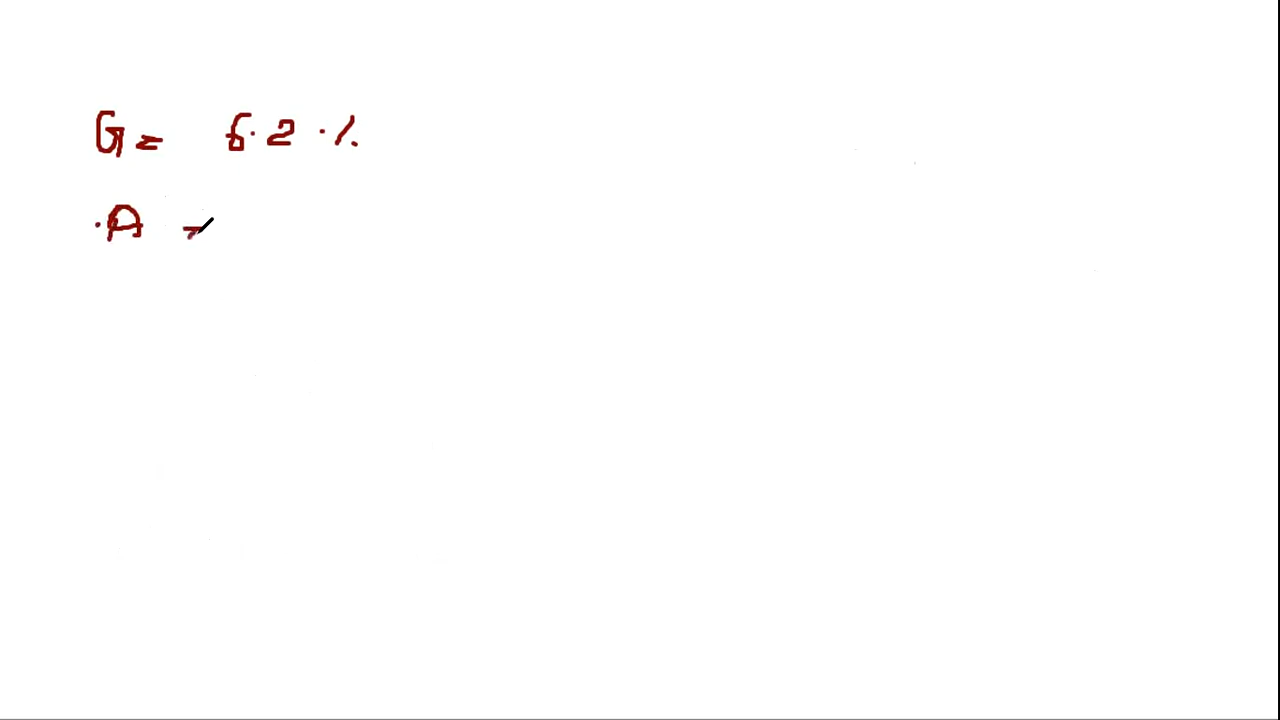 G = 6.2 %
.A =